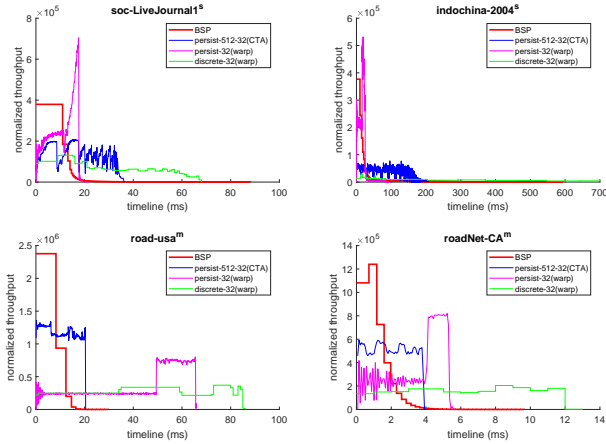 soc-LiveJournal1ˢ
×10⁵
8
6
4
2
0
normalized throughput
BSP
persist-512-32(CTA)
persist-32(warp)
discrete-32(warp)
0 20 40 60 80 100
timeline (ms)
indochina-2004ˢ
×10⁵
6
5
4
3
2
1
0
normalized throughput
BSP
persist-512-32(CTA)
persist-32(warp)
discrete-32(warp)
0 100 200 300 400 500 600 700
timeline (ms)
road-usaᵐ
×10⁶
2.5
2
1.5
1
0.5
0
normalized throughput
BSP
persist-512-32(CTA)
persist-32(warp)
discrete-32(warp)
0 20 40 60 80 100
timeline (ms)
roadNet-CAᵐ
×10⁵
14
12
10
8
6
4
2
0
normalized throughput
BSP
persist-512-32(CTA)
persist-32(warp)
discrete-32(warp)
0 2 4 6 8 10 12 14
timeline (ms)